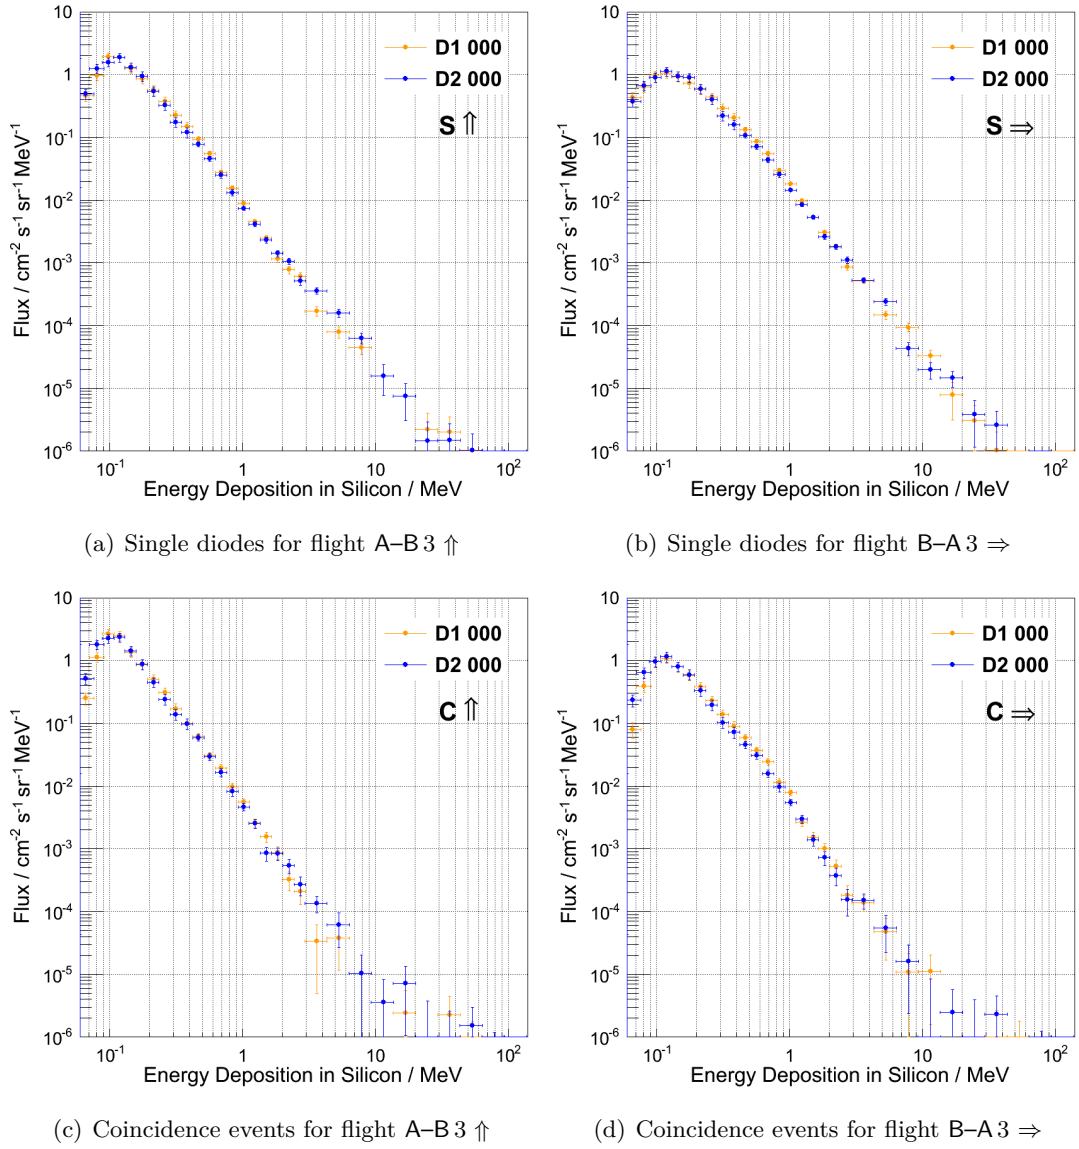 10
1
10-1
10-2
10-3
10-4
10-5
10-6
Flux / cm-2 s-1 sr-1 MeV-1
D1 000
D2 000
S ⇑
10-1 1 10 102
Energy Deposition in Silicon / MeV
(a) Single diodes for flight A–B 3 ⇑
10
1
10-1
10-2
10-3
10-4
10-5
10-6
Flux / cm-2 s-1 sr-1 MeV-1
D1 000
D2 000
S ⇒
10-1 1 10 102
Energy Deposition in Silicon / MeV
(b) Single diodes for flight B–A 3 ⇒
10
1
10-1
10-2
10-3
10-4
10-5
10-6
Flux / cm-2 s-1 sr-1 MeV-1
D1 000
D2 000
C ⇑
10-1 1 10 102
Energy Deposition in Silicon / MeV
(c) Coincidence events for flight A–B 3 ⇑
10
1
10-1
10-2
10-3
10-4
10-5
10-6
Flux / cm-2 s-1 sr-1 MeV-1
D1 000
D2 000
C ⇒
10-1 1 10 102
Energy Deposition in Silicon / MeV
(d) Coincidence events for flight B–A 3 ⇒